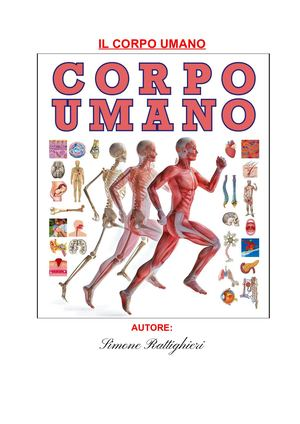 IL CORPO UMANO
CORPO
UMANO
AUTORE:
Simone Rattighieri